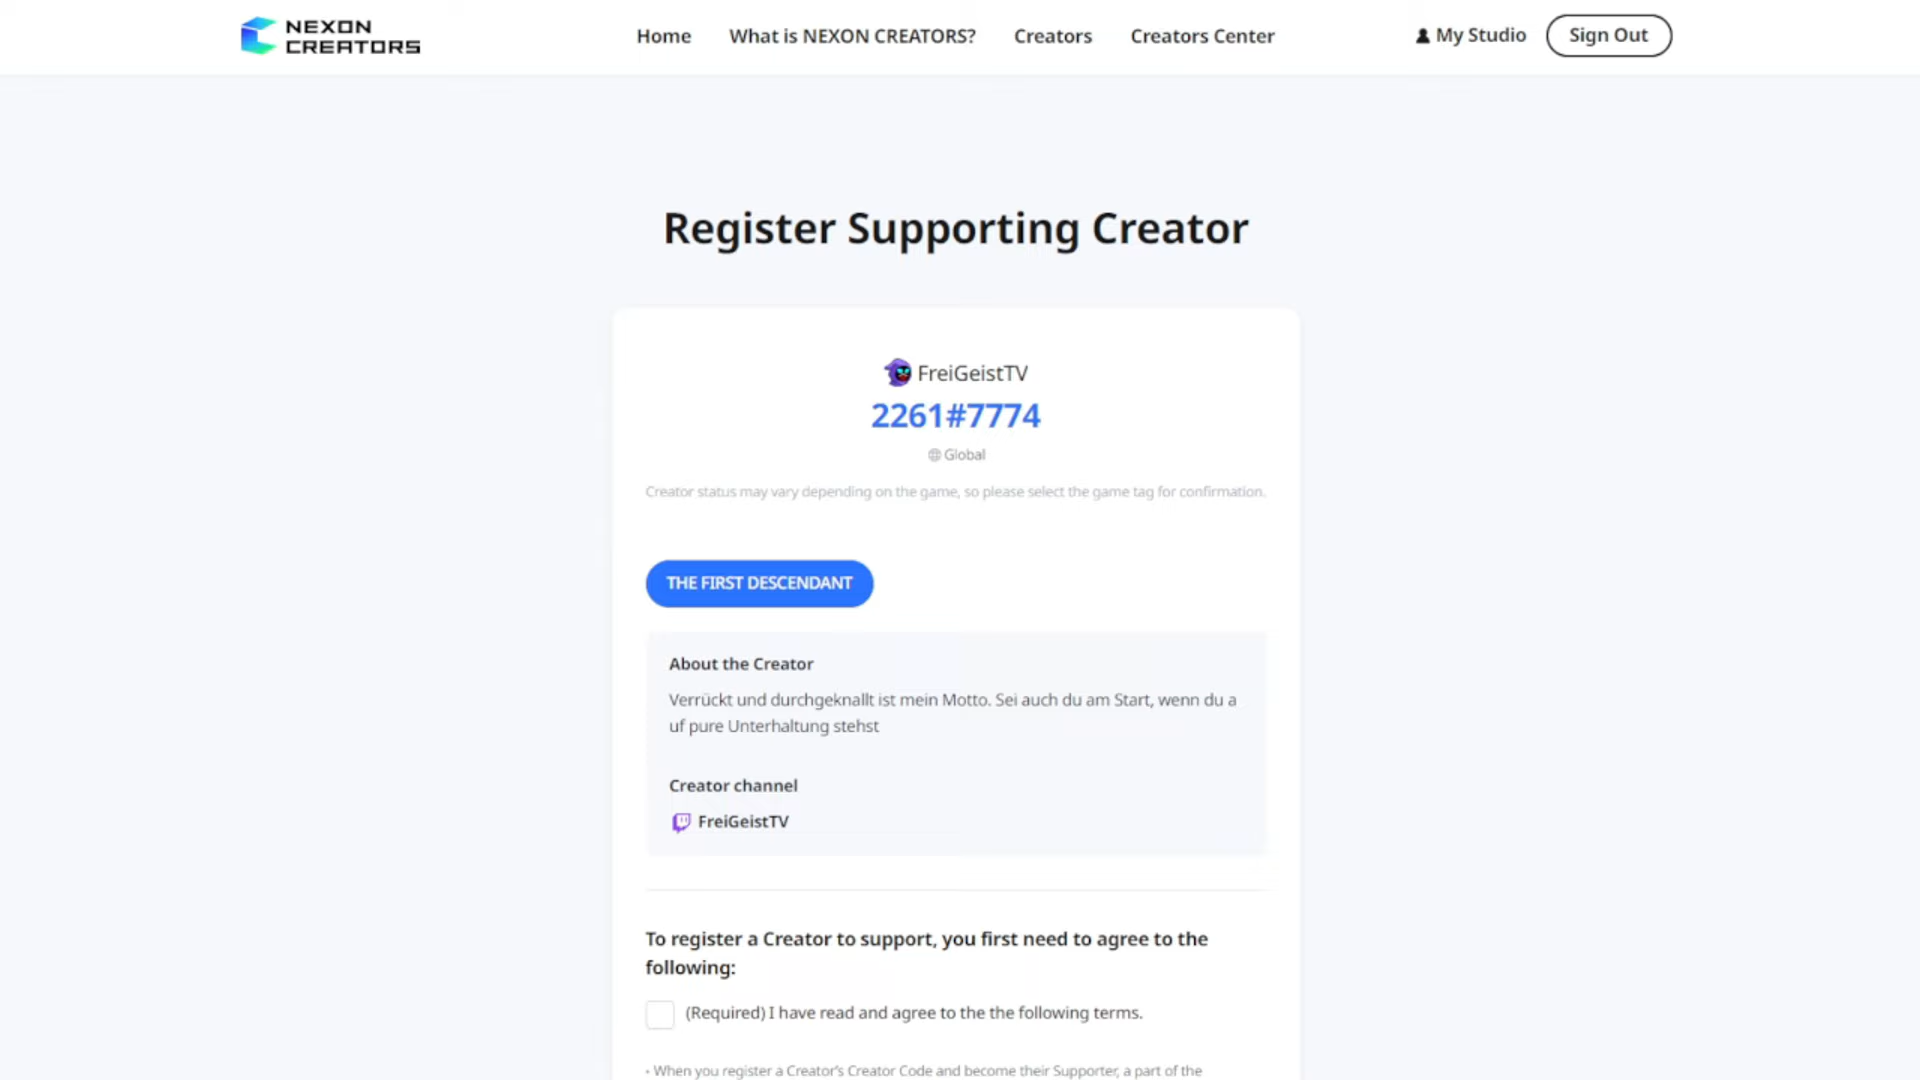 NEXON
CREATORS
Home
What is NEXON CREATORS?
Creators
Creators Center
My Studio
Sign Out
Register Supporting Creator
FreiGeistTV
2261#7774
Global
Creator status may vary depending on the game, so please select the game tag for confirmation.
THE FIRST DESCENDANT
About the Creator
Verrückt und durchgeknallt ist mein Motto. Sei auch du am Start, wenn du a
uf pure Unterhaltung stehst
Creator channel
FreiGeistTV
To register a Creator to support, you first need to agree to the
following:
(Required) I have read and agree to the the following terms.
• When you register a Creator's Creator Code and become their Supporter, a part of the